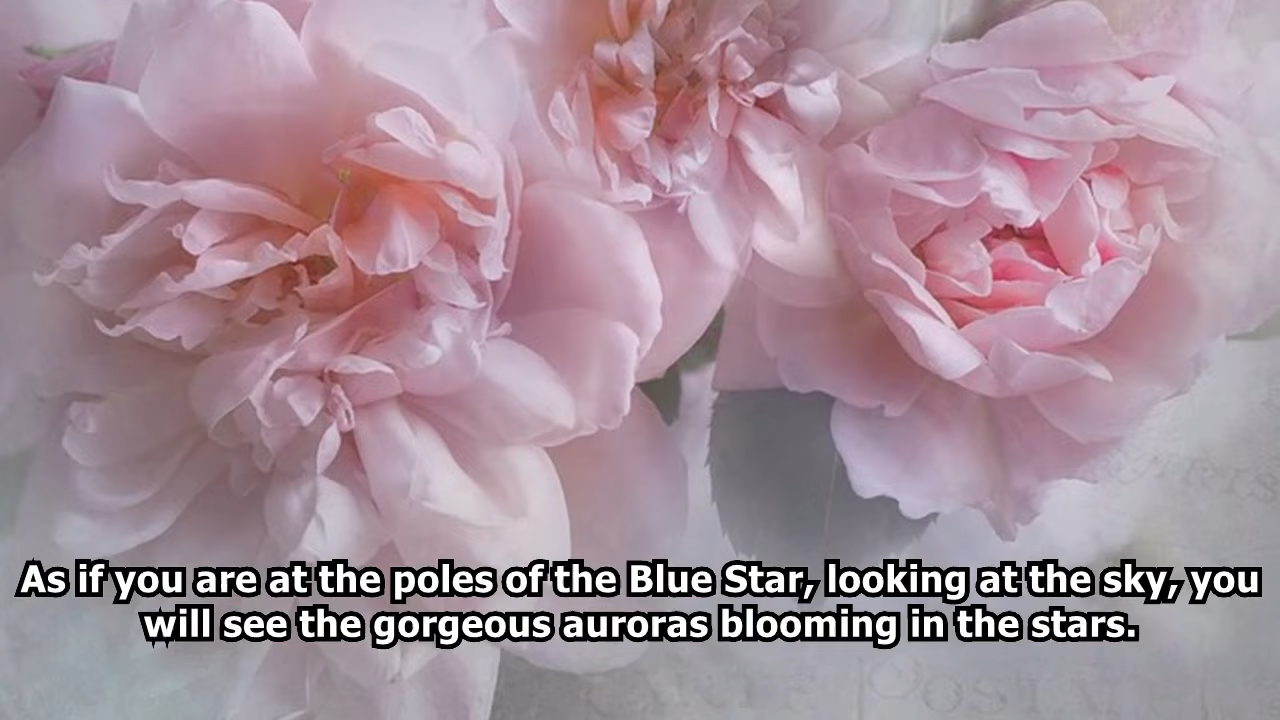 As if you are at the poles of the Blue Star, looking at the sky, you
will see the gorgeous auroras blooming in the stars.